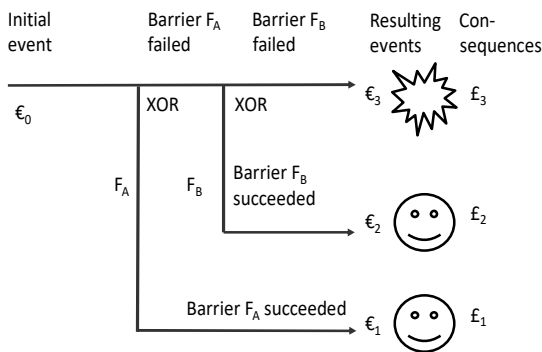 Initial event
Barrier F_A failed
Barrier F_B failed
Resulting events
Con-sequences
€_0
XOR
XOR
€_3
£_3
F_A
F_B
Barrier F_B succeeded
€_2
£_2
Barrier F_A succeeded
€_1
£_1